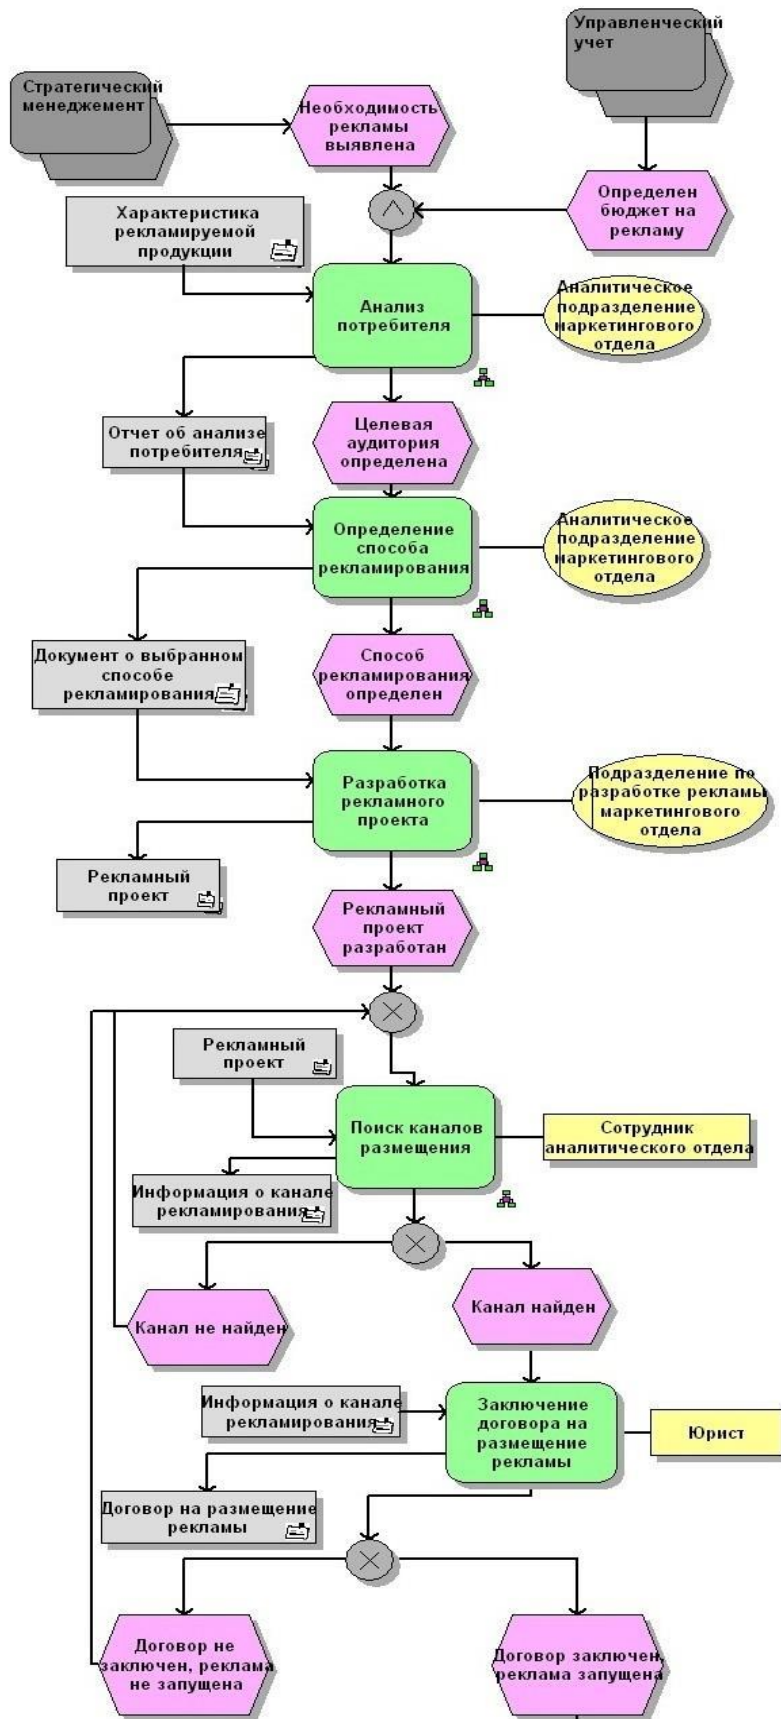 Управленческий
учет
Стратегический
менеджемент
Необходимость
рекламы
выявлена
Определен
бюджет на
рекламу
Характеристика
рекламируемой
продукции
Анализ
потребителя
Аналитическое
подразделение
маркетингового
отдела
Отчет об анализе
потребителя
Целевая
аудитория
определена
Определение
способа
рекламирования
Аналитическое
подразделение
маркетингового
отдела
Документ о выбранном
способе
рекламирования
Способ
рекламирования
определен
Разработка
рекламного
проекта
Подразделение по
разработке рекламы
маркетингового
отдела
Рекламный
проект
Рекламный
проект
разработан
Рекламный
проект
Поиск каналов
размещения
Сотрудник
аналитического отдела
Информация о канале
рекламирования
Канал не найден
Канал найден
Информация о канале
рекламирования
Заключение
договора на
размещение
рекламы
Юрист
Договор на размещение
рекламы
Договор не
заключен, реклама
не запущена
Договор заключен,
реклама запущена